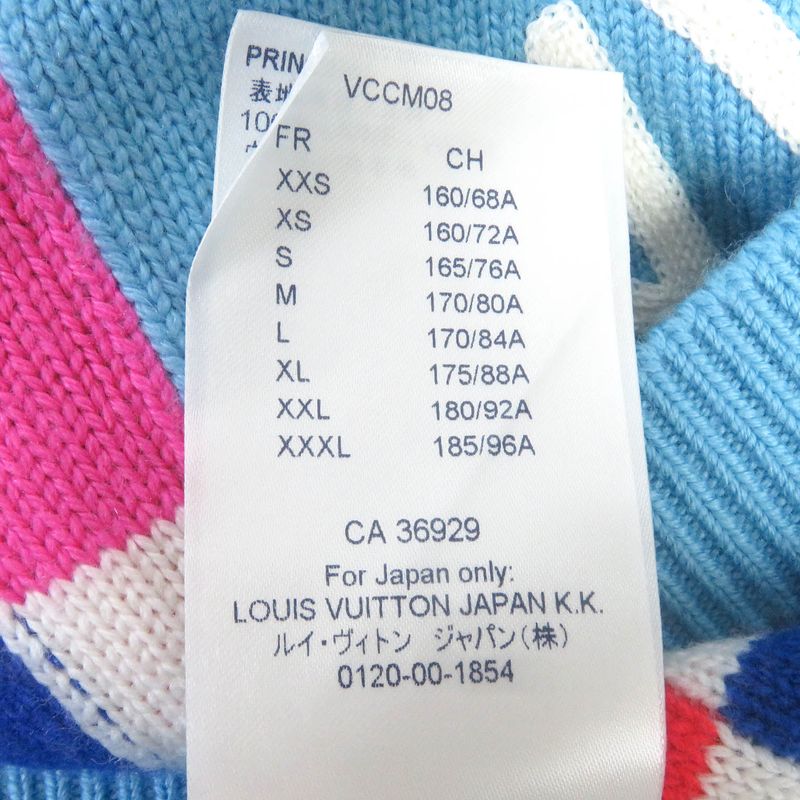 PRIN
表地
10
VCCM08
FR CH
XXS 160/68A
XS 160/72A
S 165/76A
M 170/80A
L 170/84A
XL 175/88A
XXL 180/92A
XXXL 185/96A
CA 36929
For Japan only:
LOUIS VUITTON JAPAN K.K.
ルイ・ヴィトン ジャパン(株)
0120-00-1854